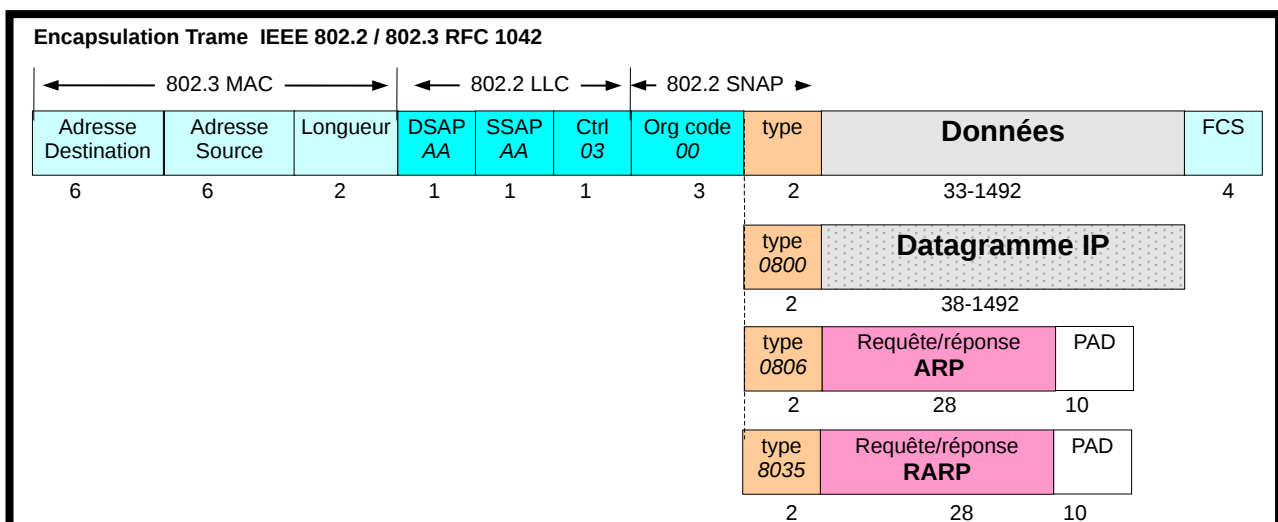 Encapsulation Trame IEEE 802.2 / 802.3 RFC 1042
802.3 MAC 802.2 LLC 802.2 SNAP
Adresse Destination Adresse Source Longueur DSAP AA SSAP AA Ctrl 03 Org code 00 type Données FCS
6 6 2 1 1 1 3 2 33-1492 4
type 0800 Datagramme IP
2 38-1492
type 0806 Requête/réponse ARP PAD
2 28 10
type 8035 Requête/réponse RARP PAD
2 28 10